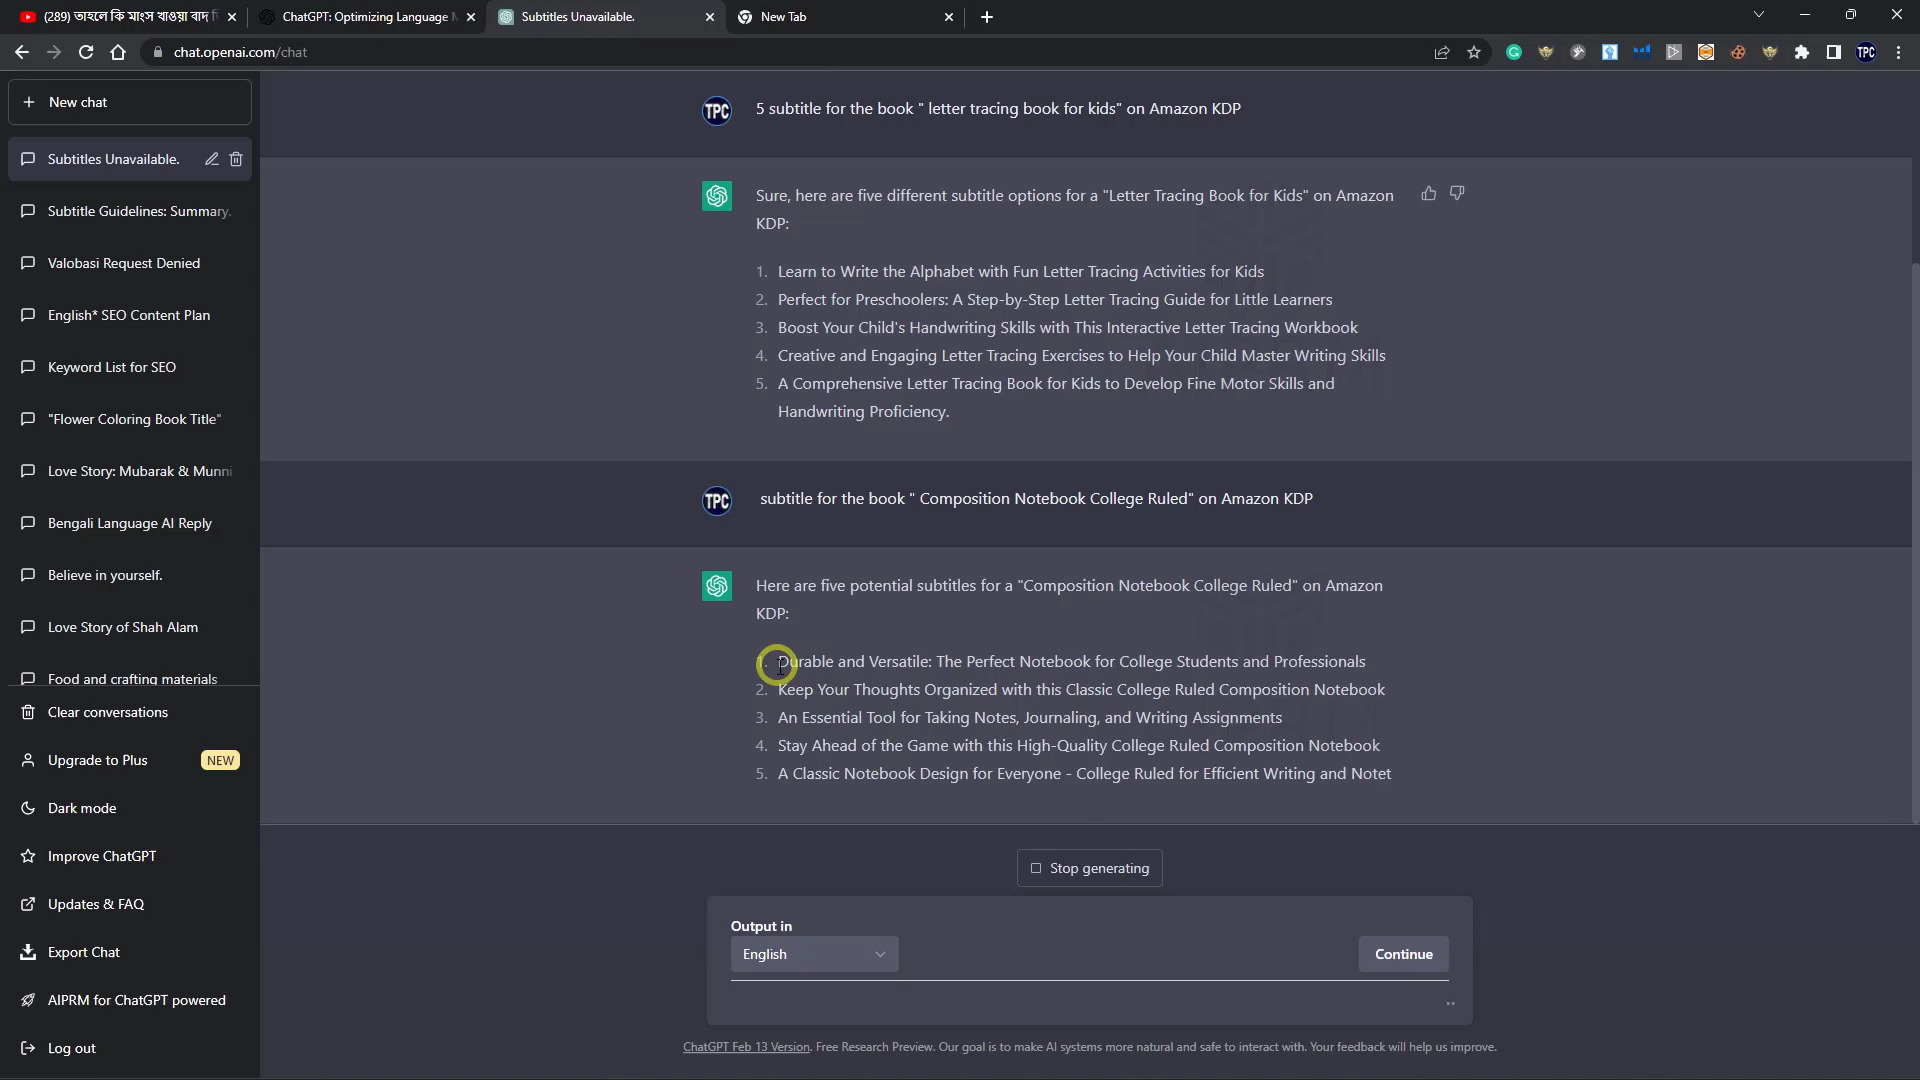 (289) তাহলে কি মাংস খাওয়া বাদ
ChatGPT: Optimizing Language
Subtitles Unavailable.
New Tab
chat.openai.com/chat
TPC
New chat
Subtitles Unavailable.
Subtitle Guidelines: Summary.
Valobasi Request Denied
English* SEO Content Plan
Keyword List for SEO
"Flower Coloring Book Title"
Love Story: Mubarak & Munni
Bengali Language AI Reply
Believe in yourself.
Love Story of Shah Alam
Food and crafting materials
Clear conversations
Upgrade to Plus NEW
Dark mode
Improve ChatGPT
Updates & FAQ
Export Chat
AIPRM for ChatGPT powered
Log out
TPC 5 subtitle for the book " letter tracing book for kids" on Amazon KDP
Sure, here are five different subtitle options for a "Letter Tracing Book for Kids" on Amazon
KDP:
1. Learn to Write the Alphabet with Fun Letter Tracing Activities for Kids
2. Perfect for Preschoolers: A Step-by-Step Letter Tracing Guide for Little Learners
3. Boost Your Child's Handwriting Skills with This Interactive Letter Tracing Workbook
4. Creative and Engaging Letter Tracing Exercises to Help Your Child Master Writing Skills
5. A Comprehensive Letter Tracing Book for Kids to Develop Fine Motor Skills and
Handwriting Proficiency.
TPC subtitle for the book " Composition Notebook College Ruled" on Amazon KDP
Here are five potential subtitles for a "Composition Notebook College Ruled" on Amazon
KDP:
1. Durable and Versatile: The Perfect Notebook for College Students and Professionals
2. Keep Your Thoughts Organized with this Classic College Ruled Composition Notebook
3. An Essential Tool for Taking Notes, Journaling, and Writing Assignments
4. Stay Ahead of the Game with this High-Quality College Ruled Composition Notebook
5. A Classic Notebook Design for Everyone - College Ruled for Efficient Writing and Notet
Stop generating
Output in
English
Continue
ChatGPT Feb 13 Version. Free Research Preview. Our goal is to make AI systems more natural and safe to interact with. Your feedback will help us improve.